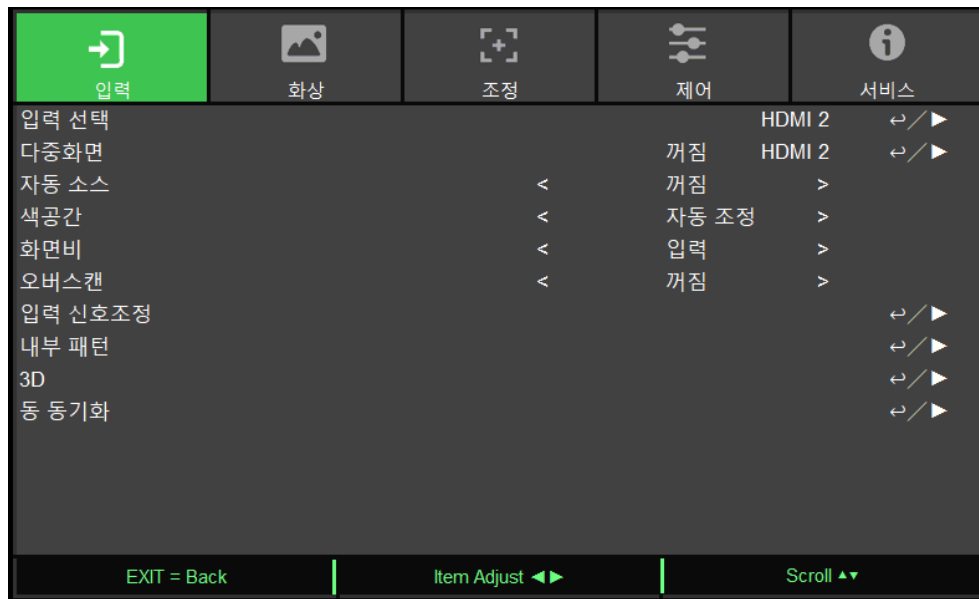 입력 화상 조정 제어 서비스
입력 선택 HDMI 2 ↩/▶
다중화면 꺼짐 HDMI 2 ↩/▶
자동 소스 < 꺼짐 >
색공간 < 자동 조정 >
화면비 < 입력 >
오버스캔 < 꺼짐 >
입력 신호조정 ↩/▶
내부 패턴 ↩/▶
3D ↩/▶
동 동기화 ↩/▶
EXIT = Back Item Adjust ◀▶ Scroll ▲▼